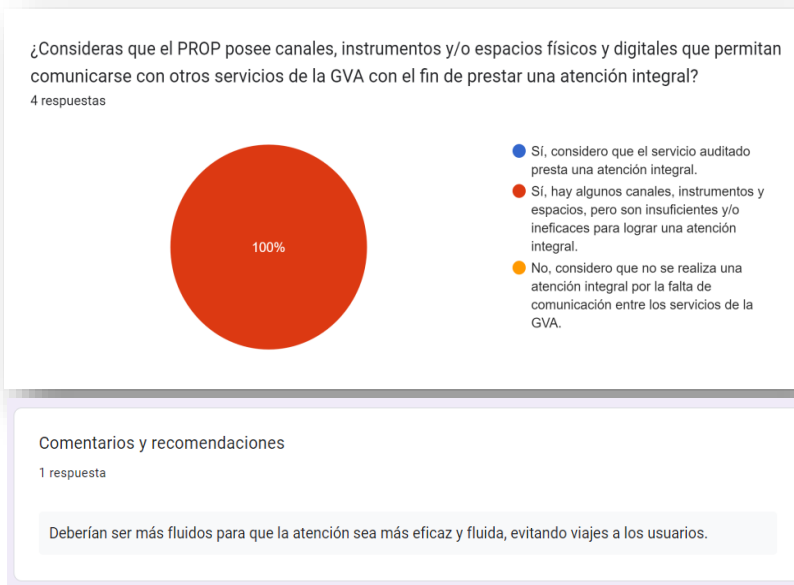 ¿Consideras que el PROP posee canales, instrumentos y/o espacios físicos y digitales que permitan
comunicarse con otros servicios de la GVA con el fin de prestar una atención integral?
4 respuestas
100%
Sí, considero que el servicio auditado
presta una atención integral.
Sí, hay algunos canales, instrumentos y
espacios, pero son insuficientes y/o
ineficaces para lograr una atención
integral.
No, considero que no se realiza una
atención integral por la falta de
comunicación entre los servicios de la
GVA.
Comentarios y recomendaciones
1 respuesta
Deberían ser más fluidos para que la atención sea más eficaz y fluida, evitando viajes a los usuarios.